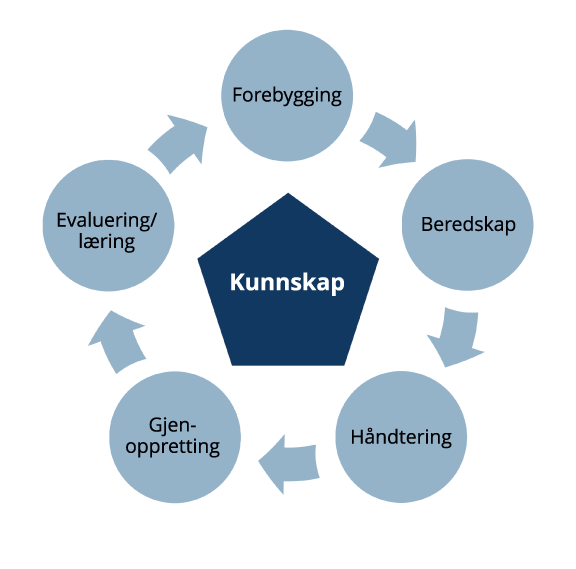 Forebygging
Beredskap
Håndtering
Gjen-
oppretting
Evaluering/
læring
Kunnskap